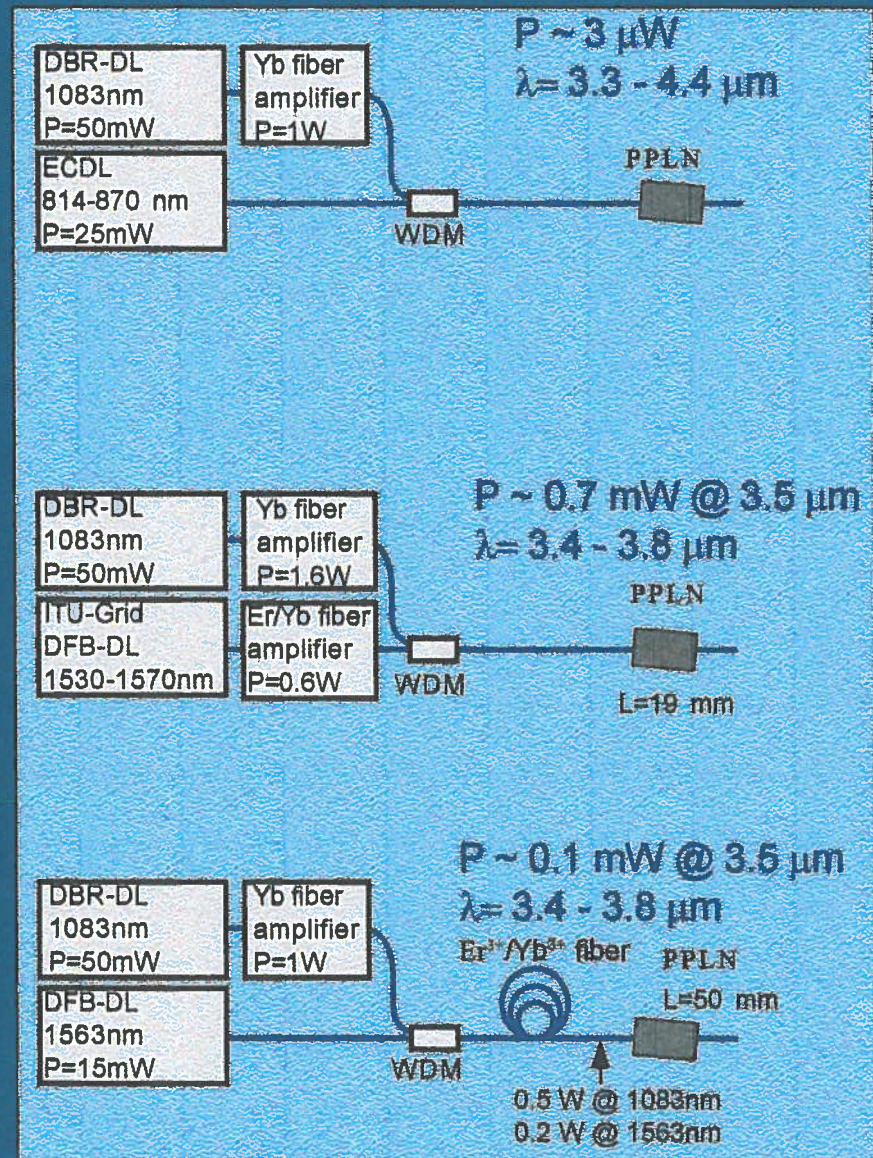 P ~ 3 μW
λ= 3.3 - 4.4 μm
DBR-DL
1083nm
P=50mW
Yb fiber
amplifier
P=1W
ECDL
814-870 nm
P=25mW
WDM
PPLN
P ~ 0.7 mW @ 3.5 μm
λ= 3.4 - 3.8 μm
DBR-DL
1083nm
P=50mW
Yb fiber
amplifier
P=1.6W
ITU-Grid
DFB-DL
1530-1570nm
Er/Yb fiber
amplifier
P=0.6W
WDM
PPLN
L=19 mm
P ~ 0.1 mW @ 3.5 μm
λ= 3.4 - 3.8 μm
DBR-DL
1083nm
P=50mW
Yb fiber
amplifier
P=1W
DFB-DL
1563nm
P=15mW
WDM
Er³⁺/Yb³⁺ fiber
PPLN
L=50 mm
0.5 W @ 1083nm
0.2 W @ 1563nm